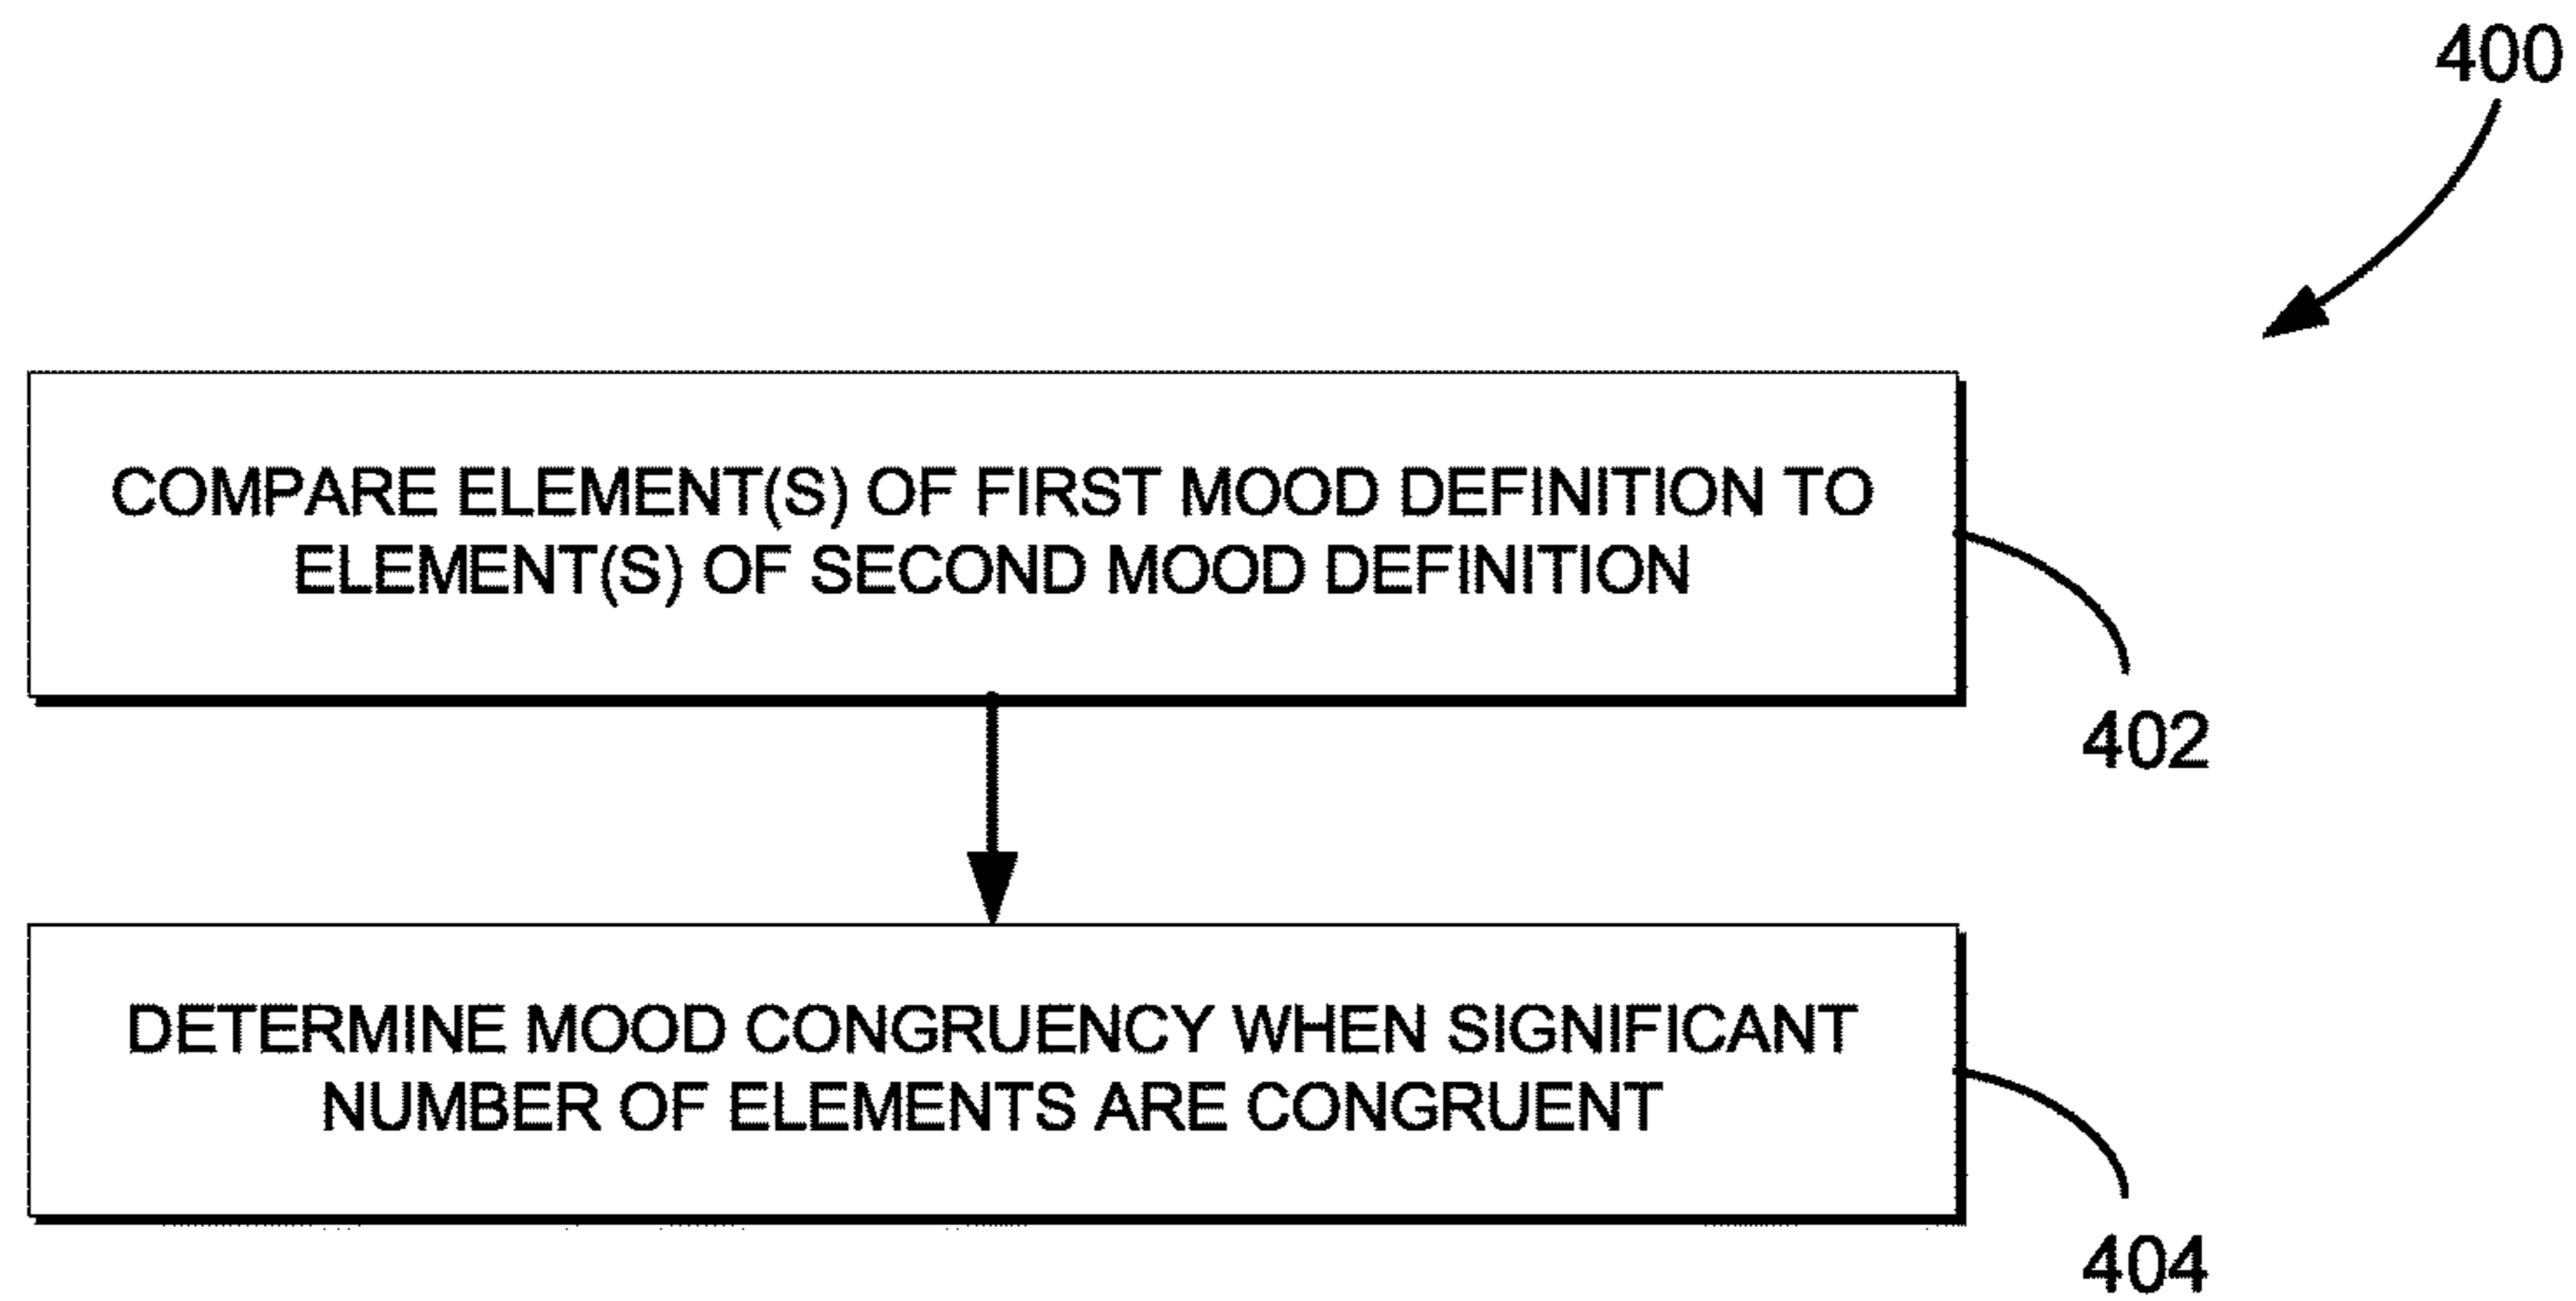 400
COMPARE ELEMENT(S) OF FIRST MOOD DEFINITION TO
ELEMENT(S) OF SECOND MOOD DEFINITION
402
DETERMINE MOOD CONGRUENCY WHEN SIGNIFICANT
NUMBER OF ELEMENTS ARE CONGRUENT
404